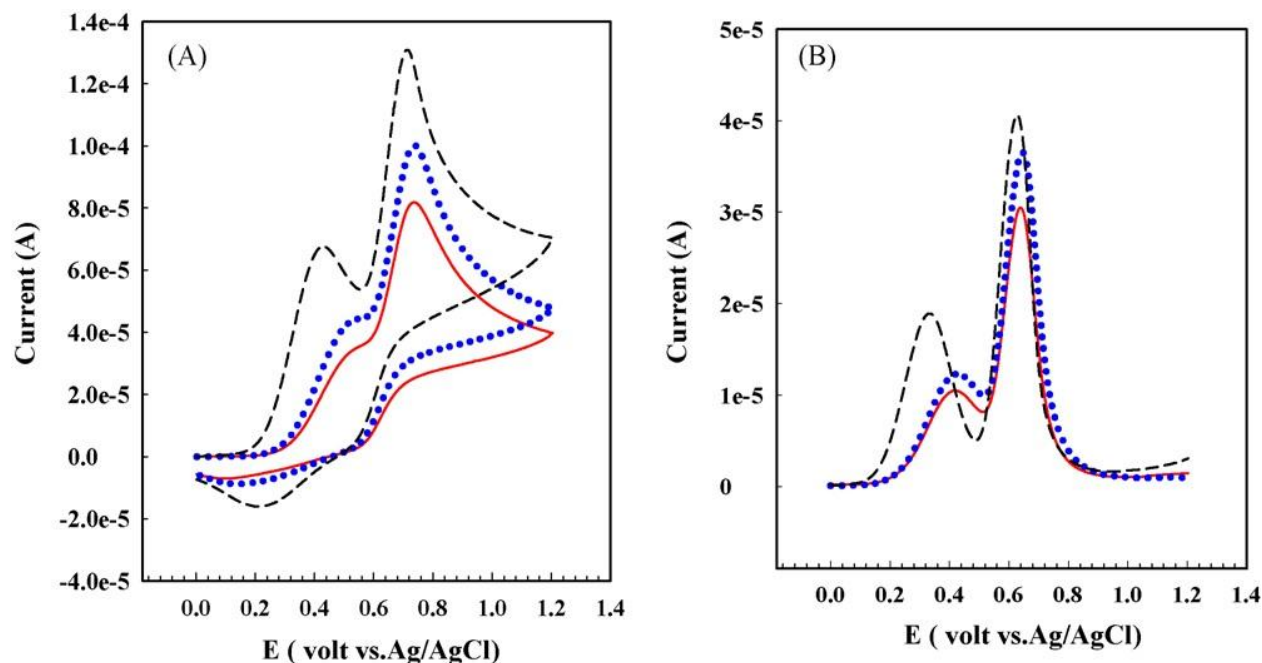 (A)
1.4e-4
1.2e-4
1.0e-4
8.0e-5
6.0e-5
4.0e-5
2.0e-5
0.0
-2.0e-5
-4.0e-5
Current (A)
0.0 0.2 0.4 0.6 0.8 1.0 1.2 1.4
E ( volt vs.Ag/AgCl)
(B)
5e-5
4e-5
3e-5
2e-5
1e-5
0
Current (A)
0.0 0.2 0.4 0.6 0.8 1.0 1.2 1.4
E ( volt vs.Ag/AgCl)